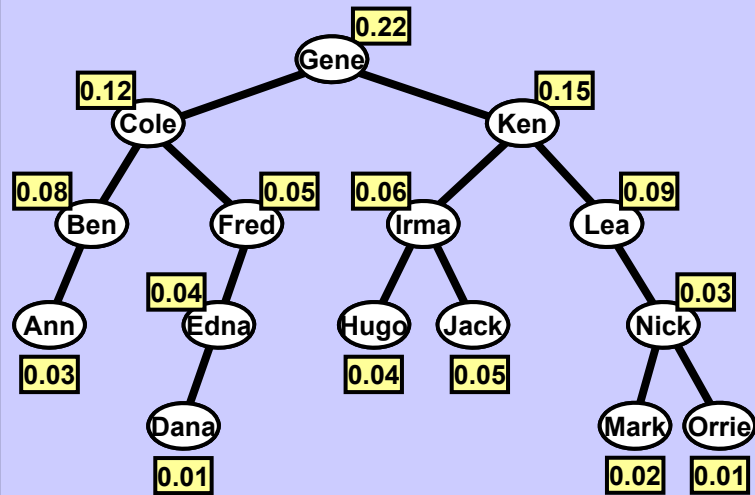 0.22
Gene
0.12
0.15
Cole
Ken
0.08
0.05
0.06
0.09
Ben
Fred
Irma
Lea
0.04
0.03
Ann
Edna
Hugo
Jack
Nick
0.03
0.04
0.05
Dana
Mark
Orrie
0.01
0.02
0.01